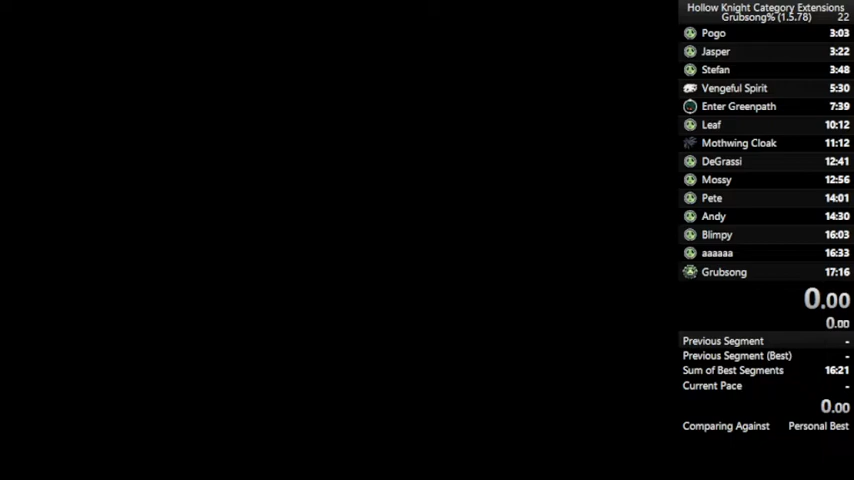 Hollow Knight Category Extensions
Grubsong% (1.5.78) 22
Pogo 3:03
Jasper 3:22
Stefan 3:48
Vengeful Spirit 5:30
Enter Greenpath 7:39
Leaf 10:12
Mothwing Cloak 11:12
DeGrassi 12:41
Mossy 12:56
Pete 14:01
Andy 14:30
Blimpy 16:03
aaaaaa 16:33
Grubsong 17:16
0.00
0.00
Previous Segment -
Previous Segment (Best) -
Sum of Best Segments 16:21
Current Pace -
0.00
Comparing Against Personal Best